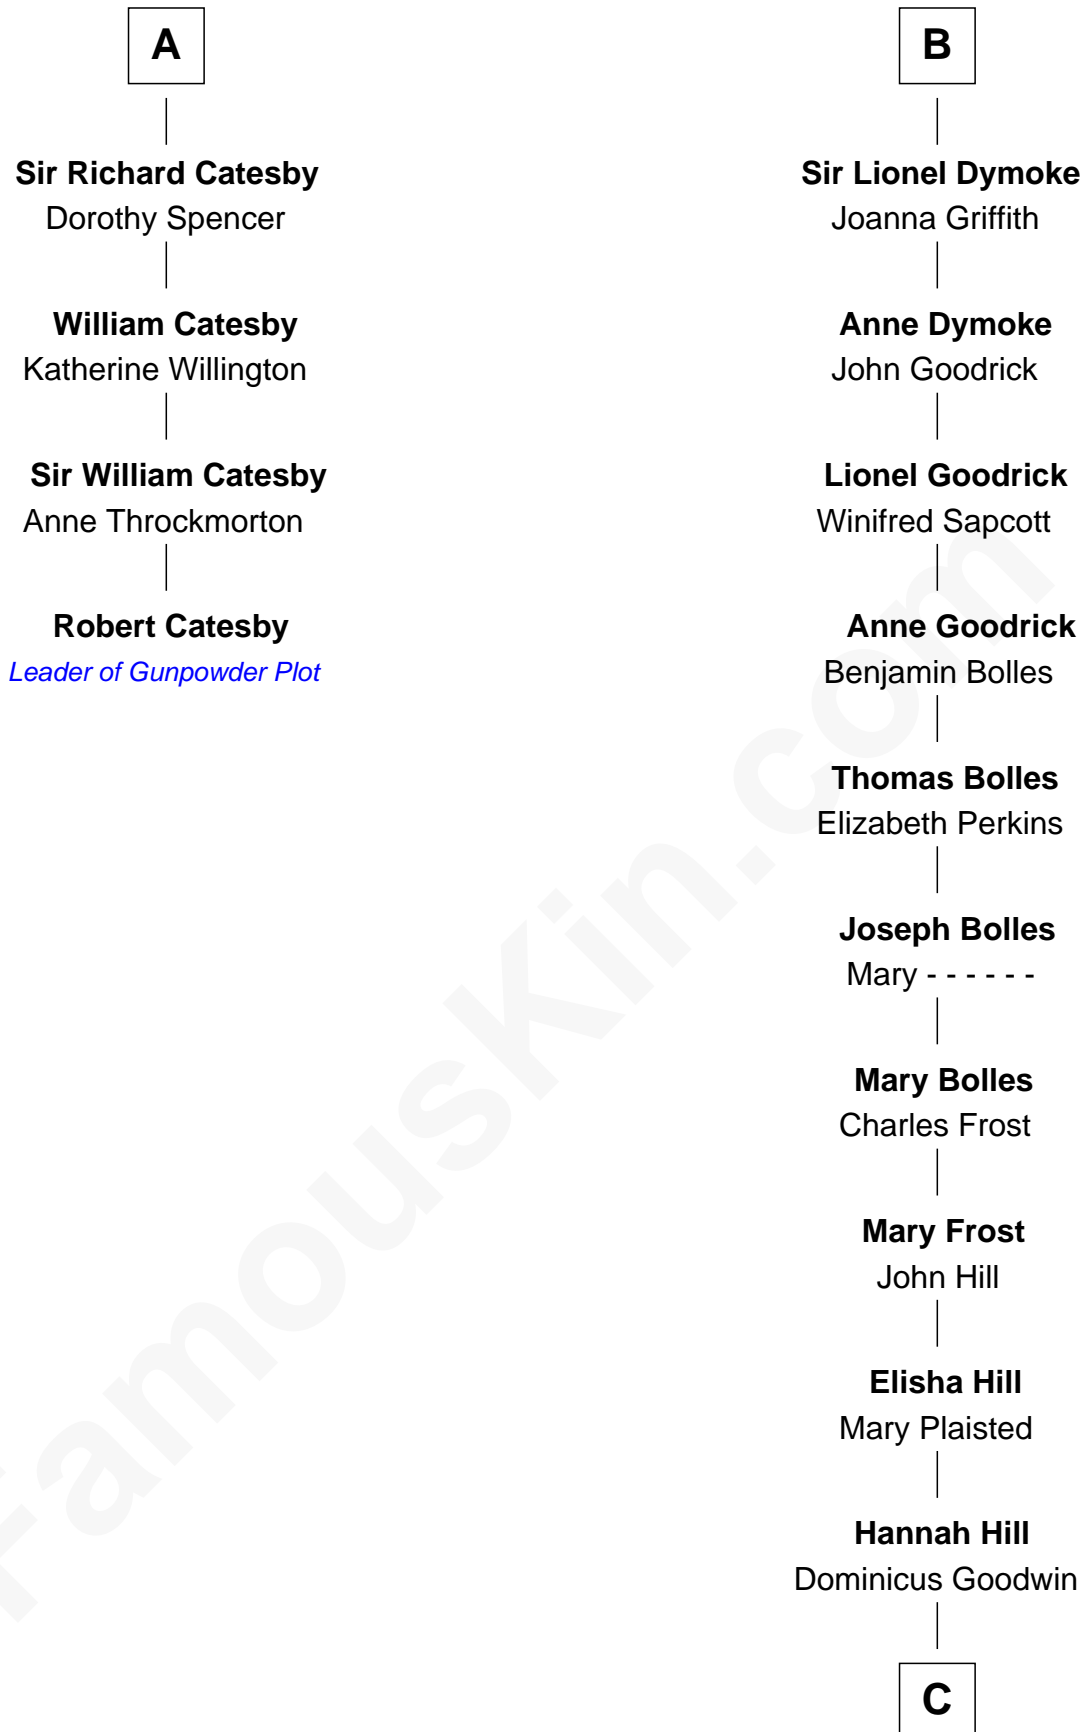 A
Sir Richard Catesby
Dorothy Spencer
William Catesby
Katherine Willington
Sir William Catesby
Anne Throckmorton
Robert Catesby
Leader of Gunpowder Plot
B
Sir Lionel Dymoke
Joanna Griffith
Anne Dymoke
John Goodrick
Lionel Goodrick
Winifred Sapcott
Anne Goodrick
Benjamin Bolles
Thomas Bolles
Elizabeth Perkins
Joseph Bolles
Mary - - - - - -
Mary Bolles
Charles Frost
Mary Frost
John Hill
Elisha Hill
Mary Plaisted
Hannah Hill
Dominicus Goodwin
C
FamousKin.com